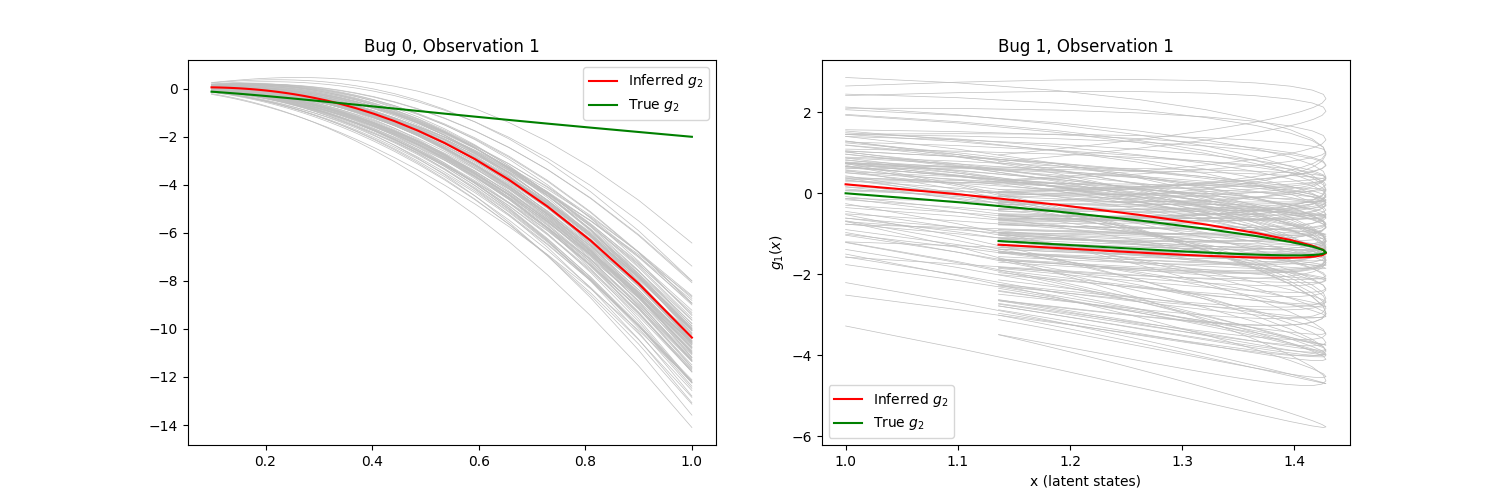 Bug 0, Observation 1
Inferred g₂
True g₂
0
−2
−4
−6
−8
−10
−12
−14
0.2 0.4 0.6 0.8 1.0
Bug 1, Observation 1
g₁(x)
2
0
−2
−4
−6
Inferred g₂
True g₂
1.0 1.1 1.2 1.3 1.4
x (latent states)